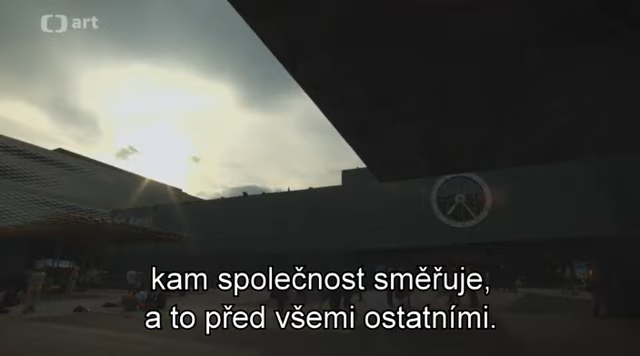 art
kam společnost směřuje,
a to před všemi ostatními.